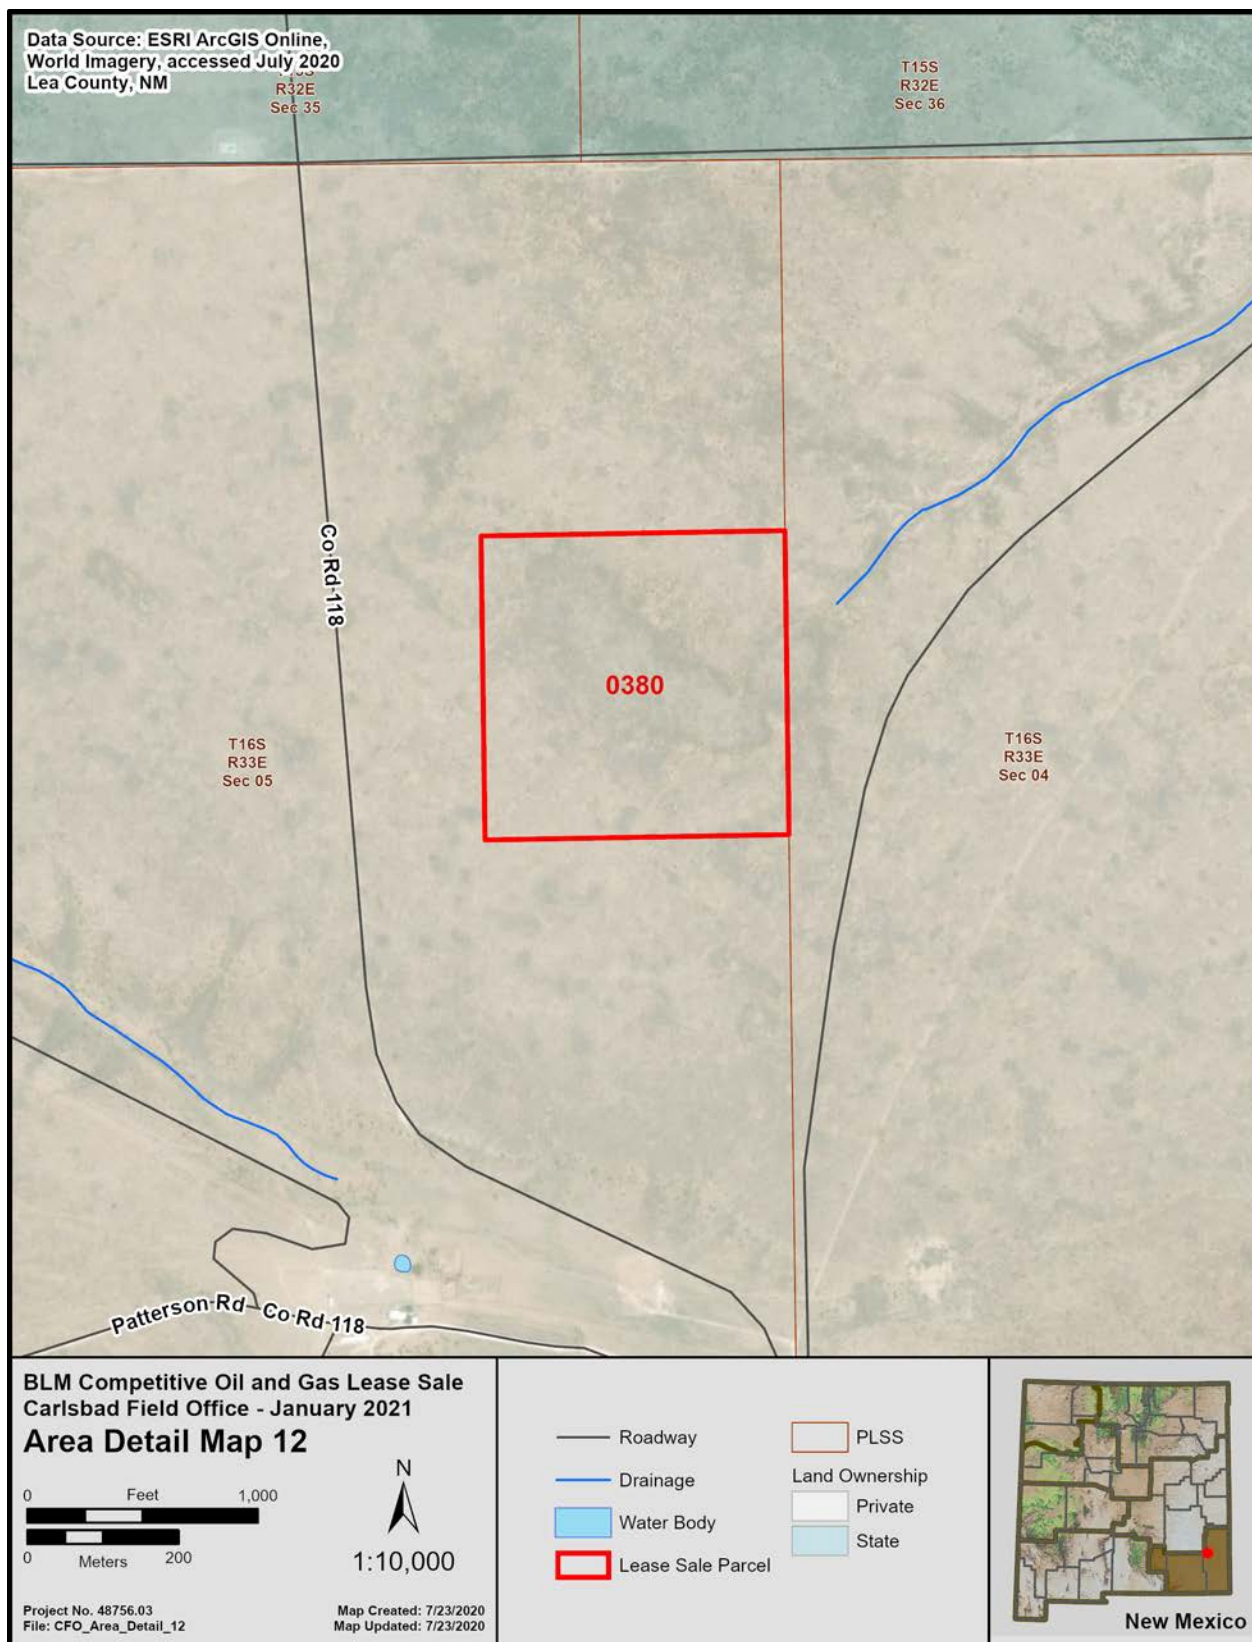 Data Source: ESRI ArcGIS Online,
World Imagery, accessed July 2020
Lea County, NM
R32E
Sec 35
T15S
R32E
Sec 36
Co Rd 118
0380
T16S
R33E
Sec 05
T16S
R33E
Sec 04
Patterson Rd Co Rd 118
BLM Competitive Oil and Gas Lease Sale
Carlsbad Field Office - January 2021
Area Detail Map 12
0 Feet 1,000
0 Meters 200
N
1:10,000
Project No. 48756.03
File: CFO_Area_Detail_12
Map Created: 7/23/2020
Map Updated: 7/23/2020
Roadway
Drainage
Water Body
Lease Sale Parcel
PLSS
Land Ownership
Private
State
New Mexico